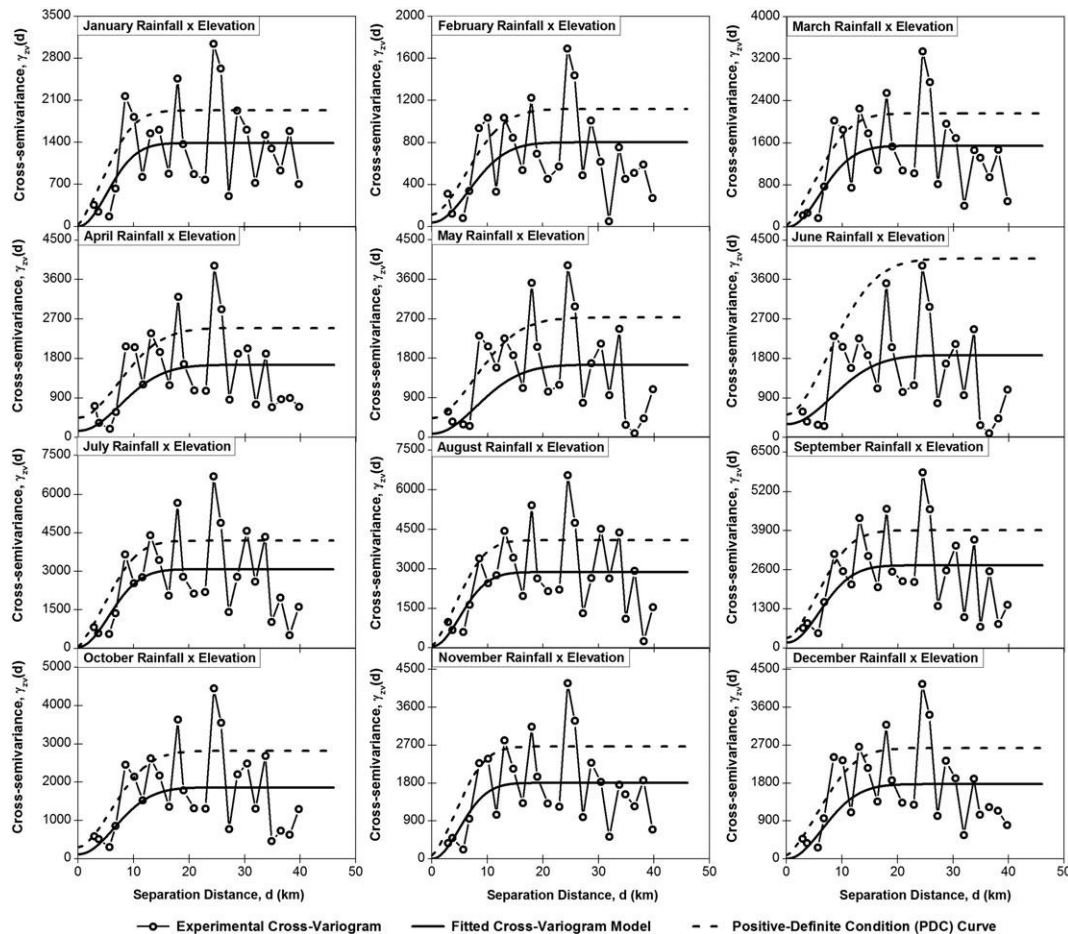 January Rainfall x Elevation
February Rainfall x Elevation
March Rainfall x Elevation
Cross-semivariance, γzv(d)
3500
2800
2100
1400
700
0
Cross-semivariance, γzv(d)
2000
1600
1200
800
400
0
Cross-semivariance, γzv(d)
4000
3200
2400
1600
800
0
April Rainfall x Elevation
May Rainfall x Elevation
June Rainfall x Elevation
Cross-semivariance, γzv(d)
4500
3600
2700
1800
900
0
Cross-semivariance, γzv(d)
4500
3600
2700
1800
900
0
Cross-semivariance, γzv(d)
4500
3600
2700
1800
900
0
July Rainfall x Elevation
August Rainfall x Elevation
September Rainfall x Elevation
Cross-semivariance, γzv(d)
7500
6000
4500
3000
1500
0
Cross-semivariance, γzv(d)
7500
6000
4500
3000
1500
0
Cross-semivariance, γzv(d)
6500
5200
3900
2600
1300
0
October Rainfall x Elevation
November Rainfall x Elevation
December Rainfall x Elevation
Cross-semivariance, γzv(d)
5000
4000
3000
2000
1000
0
Cross-semivariance, γzv(d)
4500
3600
2700
1800
900
0
Cross-semivariance, γzv(d)
4500
3600
2700
1800
900
0
0 10 20 30 40 50
0 10 20 30 40 50
0 10 20 30 40 50
Separation Distance, d (km)
Separation Distance, d (km)
Separation Distance, d (km)
Experimental Cross-Variogram
Fitted Cross-Variogram Model
Positive-Definite Condition (PDC) Curve